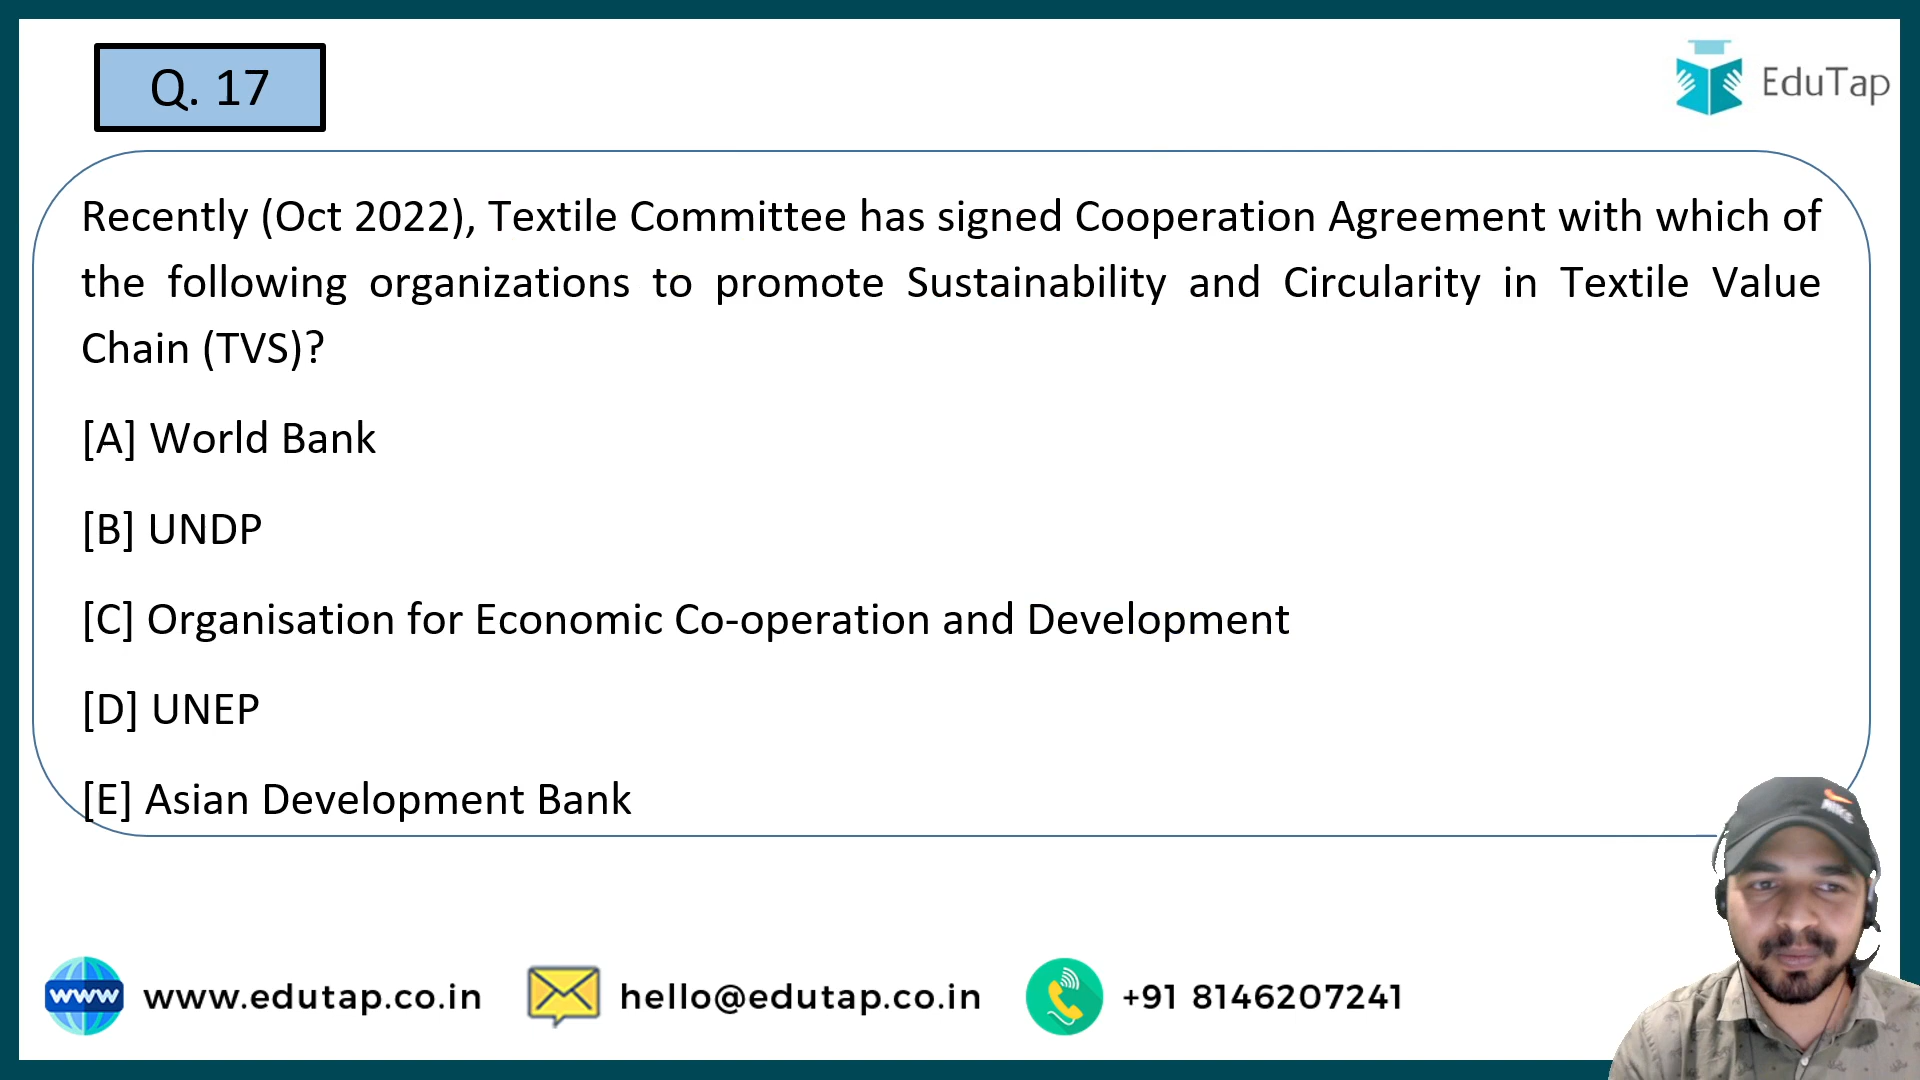 Q. 17
EduTap
Recently (Oct 2022), Textile Committee has signed Cooperation Agreement with which of
the following organizations to promote Sustainability and Circularity in Textile Value
Chain (TVS)?
[A] World Bank
[B] UNDP
[C] Organisation for Economic Co-operation and Development
[D] UNEP
[E] Asian Development Bank
NIKE
www www.edutap.co.in hello@edutap.co.in +91 8146207241